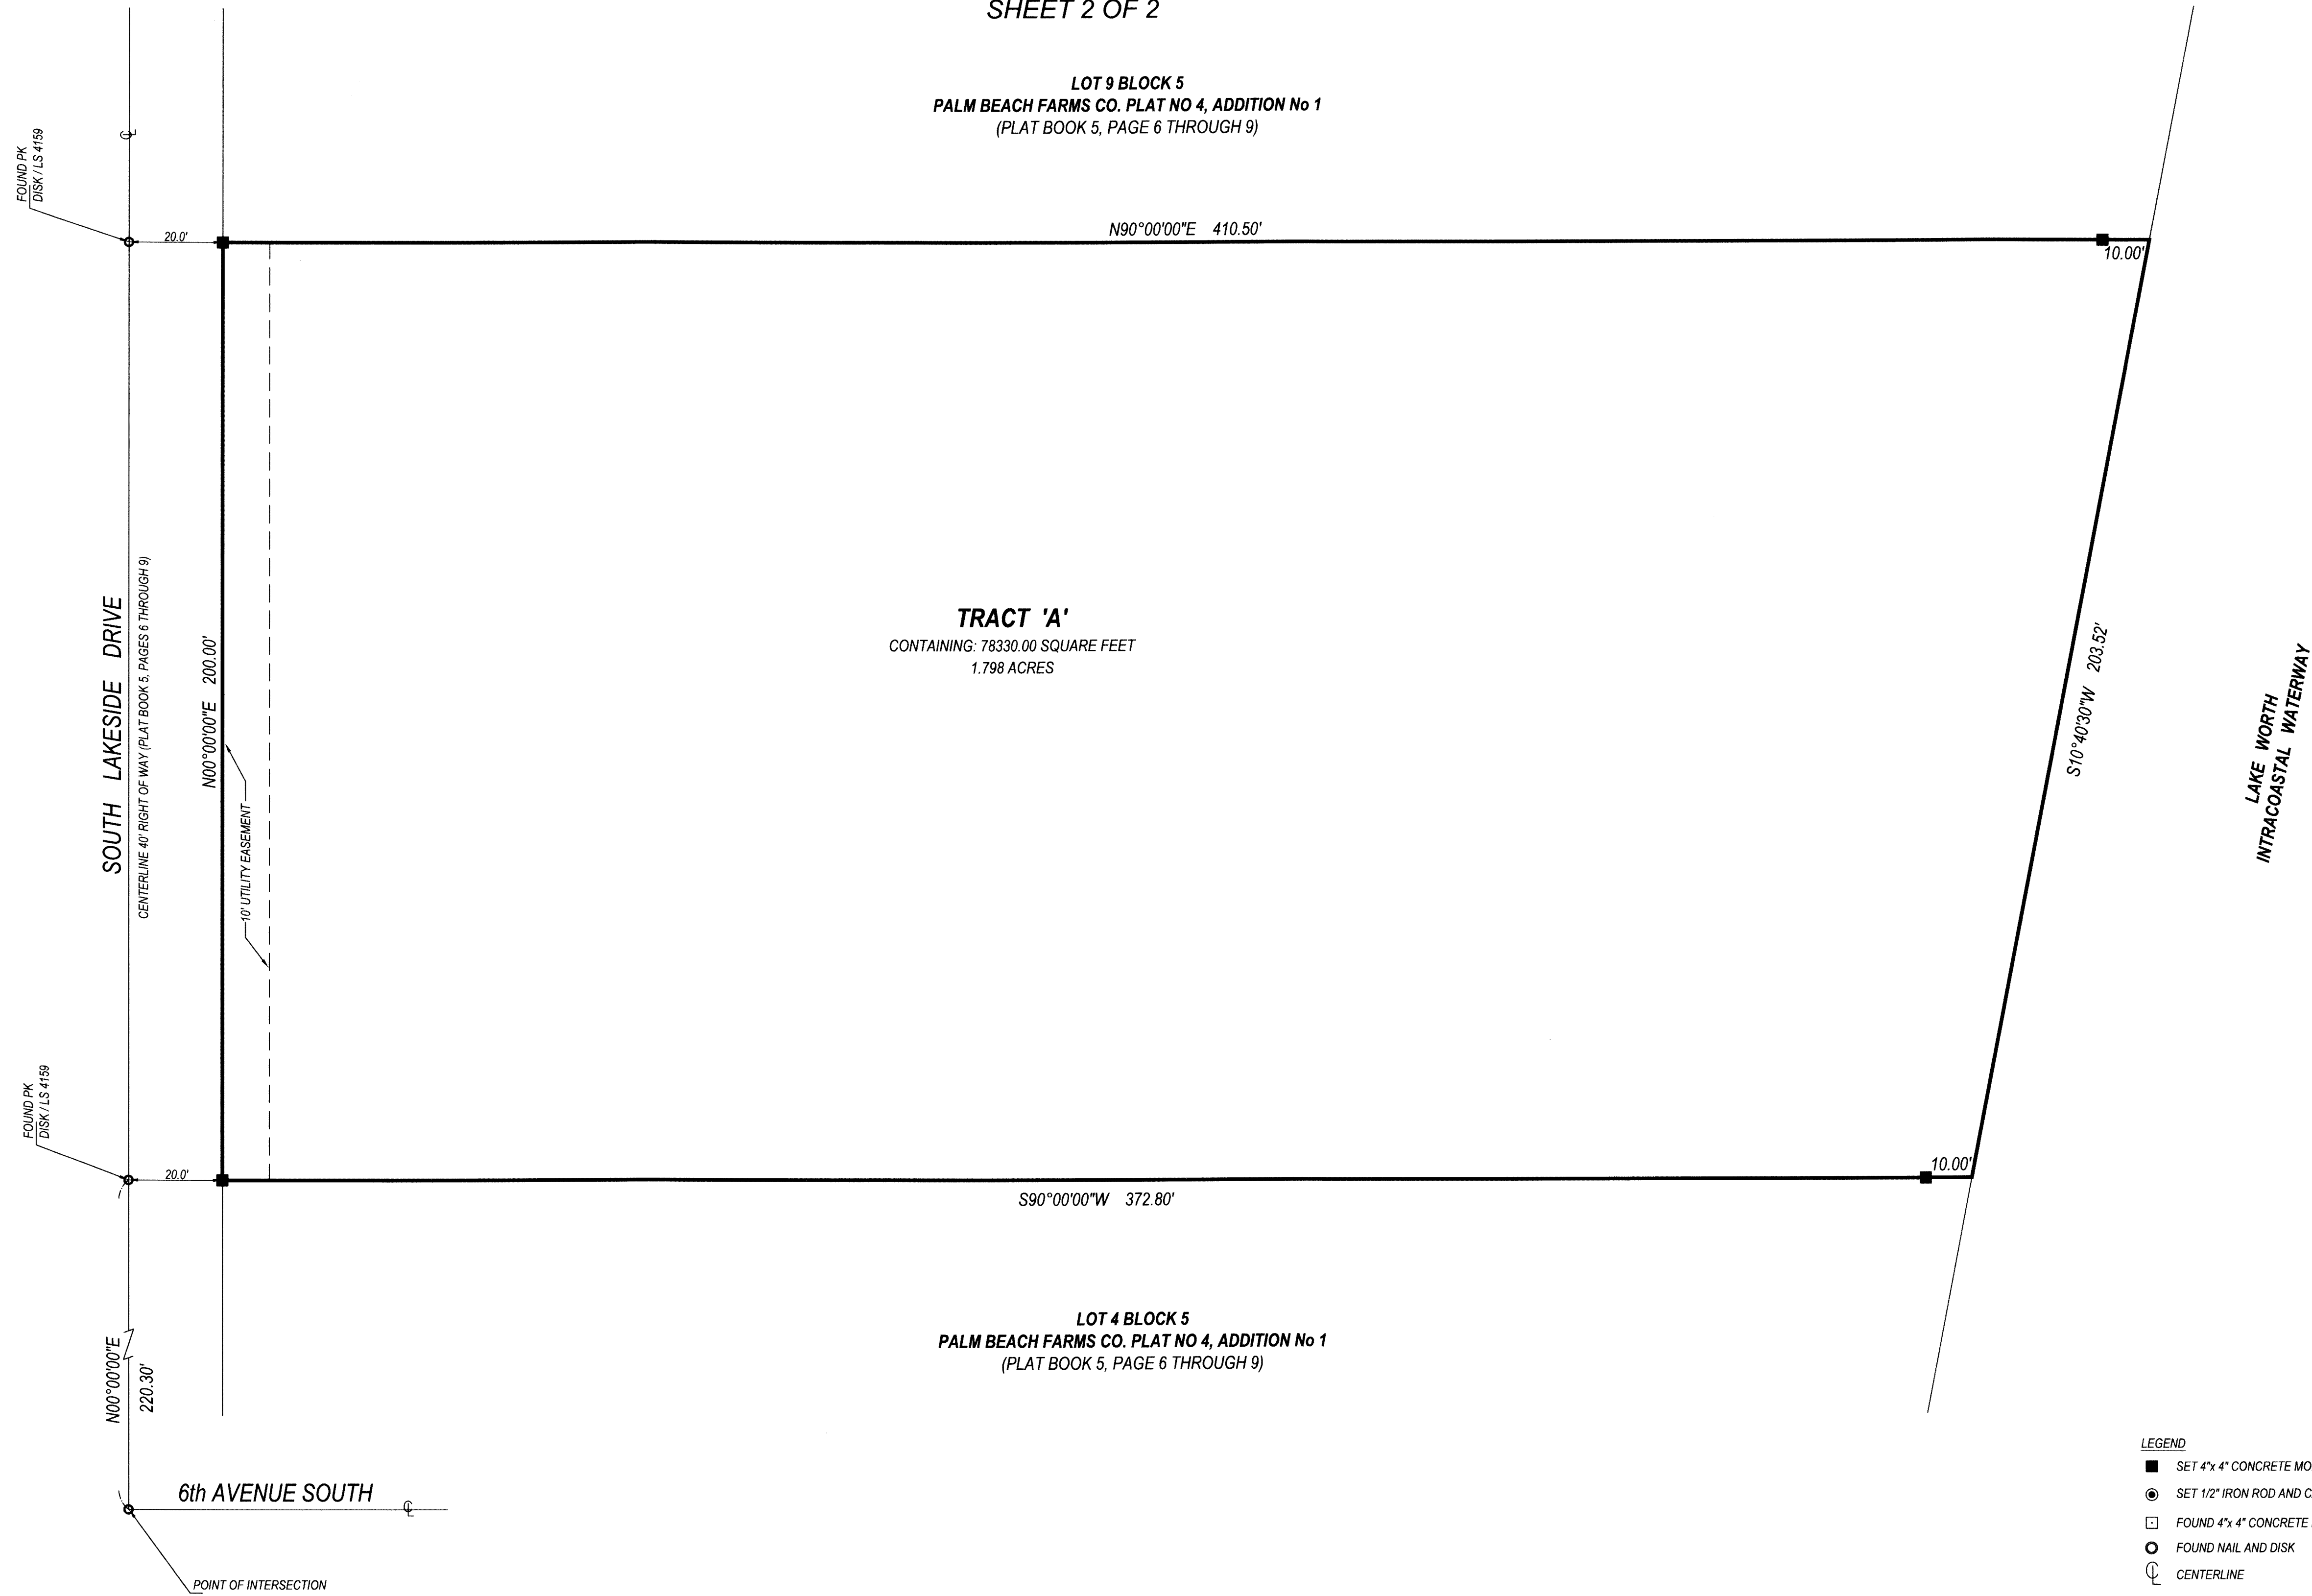 SHEET 2 OF 2
LOT 9 BLOCK 5
PALM BEACH FARMS CO. PLAT NO 4, ADDITION No 1
(PLAT BOOK 5, PAGE 6 THROUGH 9)
FOUND PK
DISK / LS 4159
20.0'
N90°00'00"E 410.50'
10.00'
TRACT 'A'
CONTAINING: 78330.00 SQUARE FEET
1.798 ACRES
SOUTH LAKESIDE DRIVE
CENTERLINE 40' RIGHT OF WAY (PLAT BOOK 5, PAGES 6 THROUGH 9)
N00°00'00"E 200.00'
10' UTILITY EASEMENT
S10°40'30"W 203.52'
LAKE WORTH
INTRACOASTAL WATERWAY
FOUND PK
DISK / LS 4159
20.0'
10.00'
S90°00'00"W 372.80'
LOT 4 BLOCK 5
PALM BEACH FARMS CO. PLAT NO 4, ADDITION No 1
(PLAT BOOK 5, PAGE 6 THROUGH 9)
N00°00'00"E
220.30'
6th AVENUE SOUTH
POINT OF INTERSECTION
LEGEND
SET 4"x 4" CONCRETE MO
SET 1/2" IRON ROD AND C
FOUND 4"x 4" CONCRETE
FOUND NAIL AND DISK
CENTERLINE